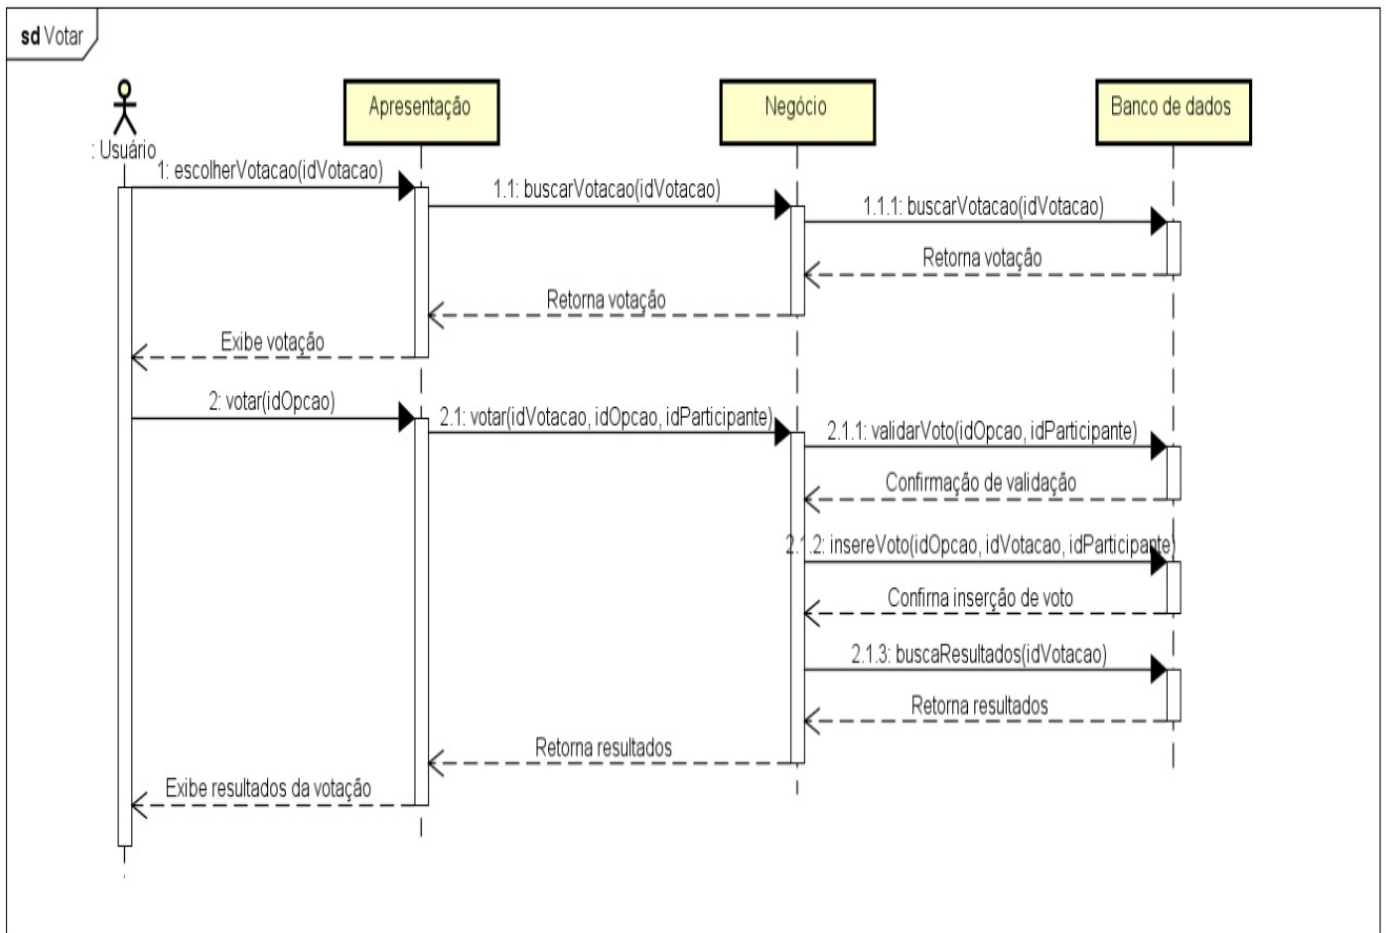 sd Votar
Apresentação
Negócio
Banco de dados
: Usuário
1: escolherVotacao(idVotacao)
1.1: buscarVotacao(idVotacao)
1.1.1: buscarVotacao(idVotacao)
Retorna votação
Retorna votação
Exibe votação
2: votar(idOpcao)
2.1: votar(idVotacao, idOpcao, idParticipante)
2.1.1: validarVoto(idOpcao, idParticipante)
Confirmação de validação
2.1.2: insereVoto(idOpcao, idVotacao, idParticipante)
Confirna inserção de voto
2.1.3: buscaResultados(idVotacao)
Retorna resultados
Retorna resultados
Exibe resultados da votação